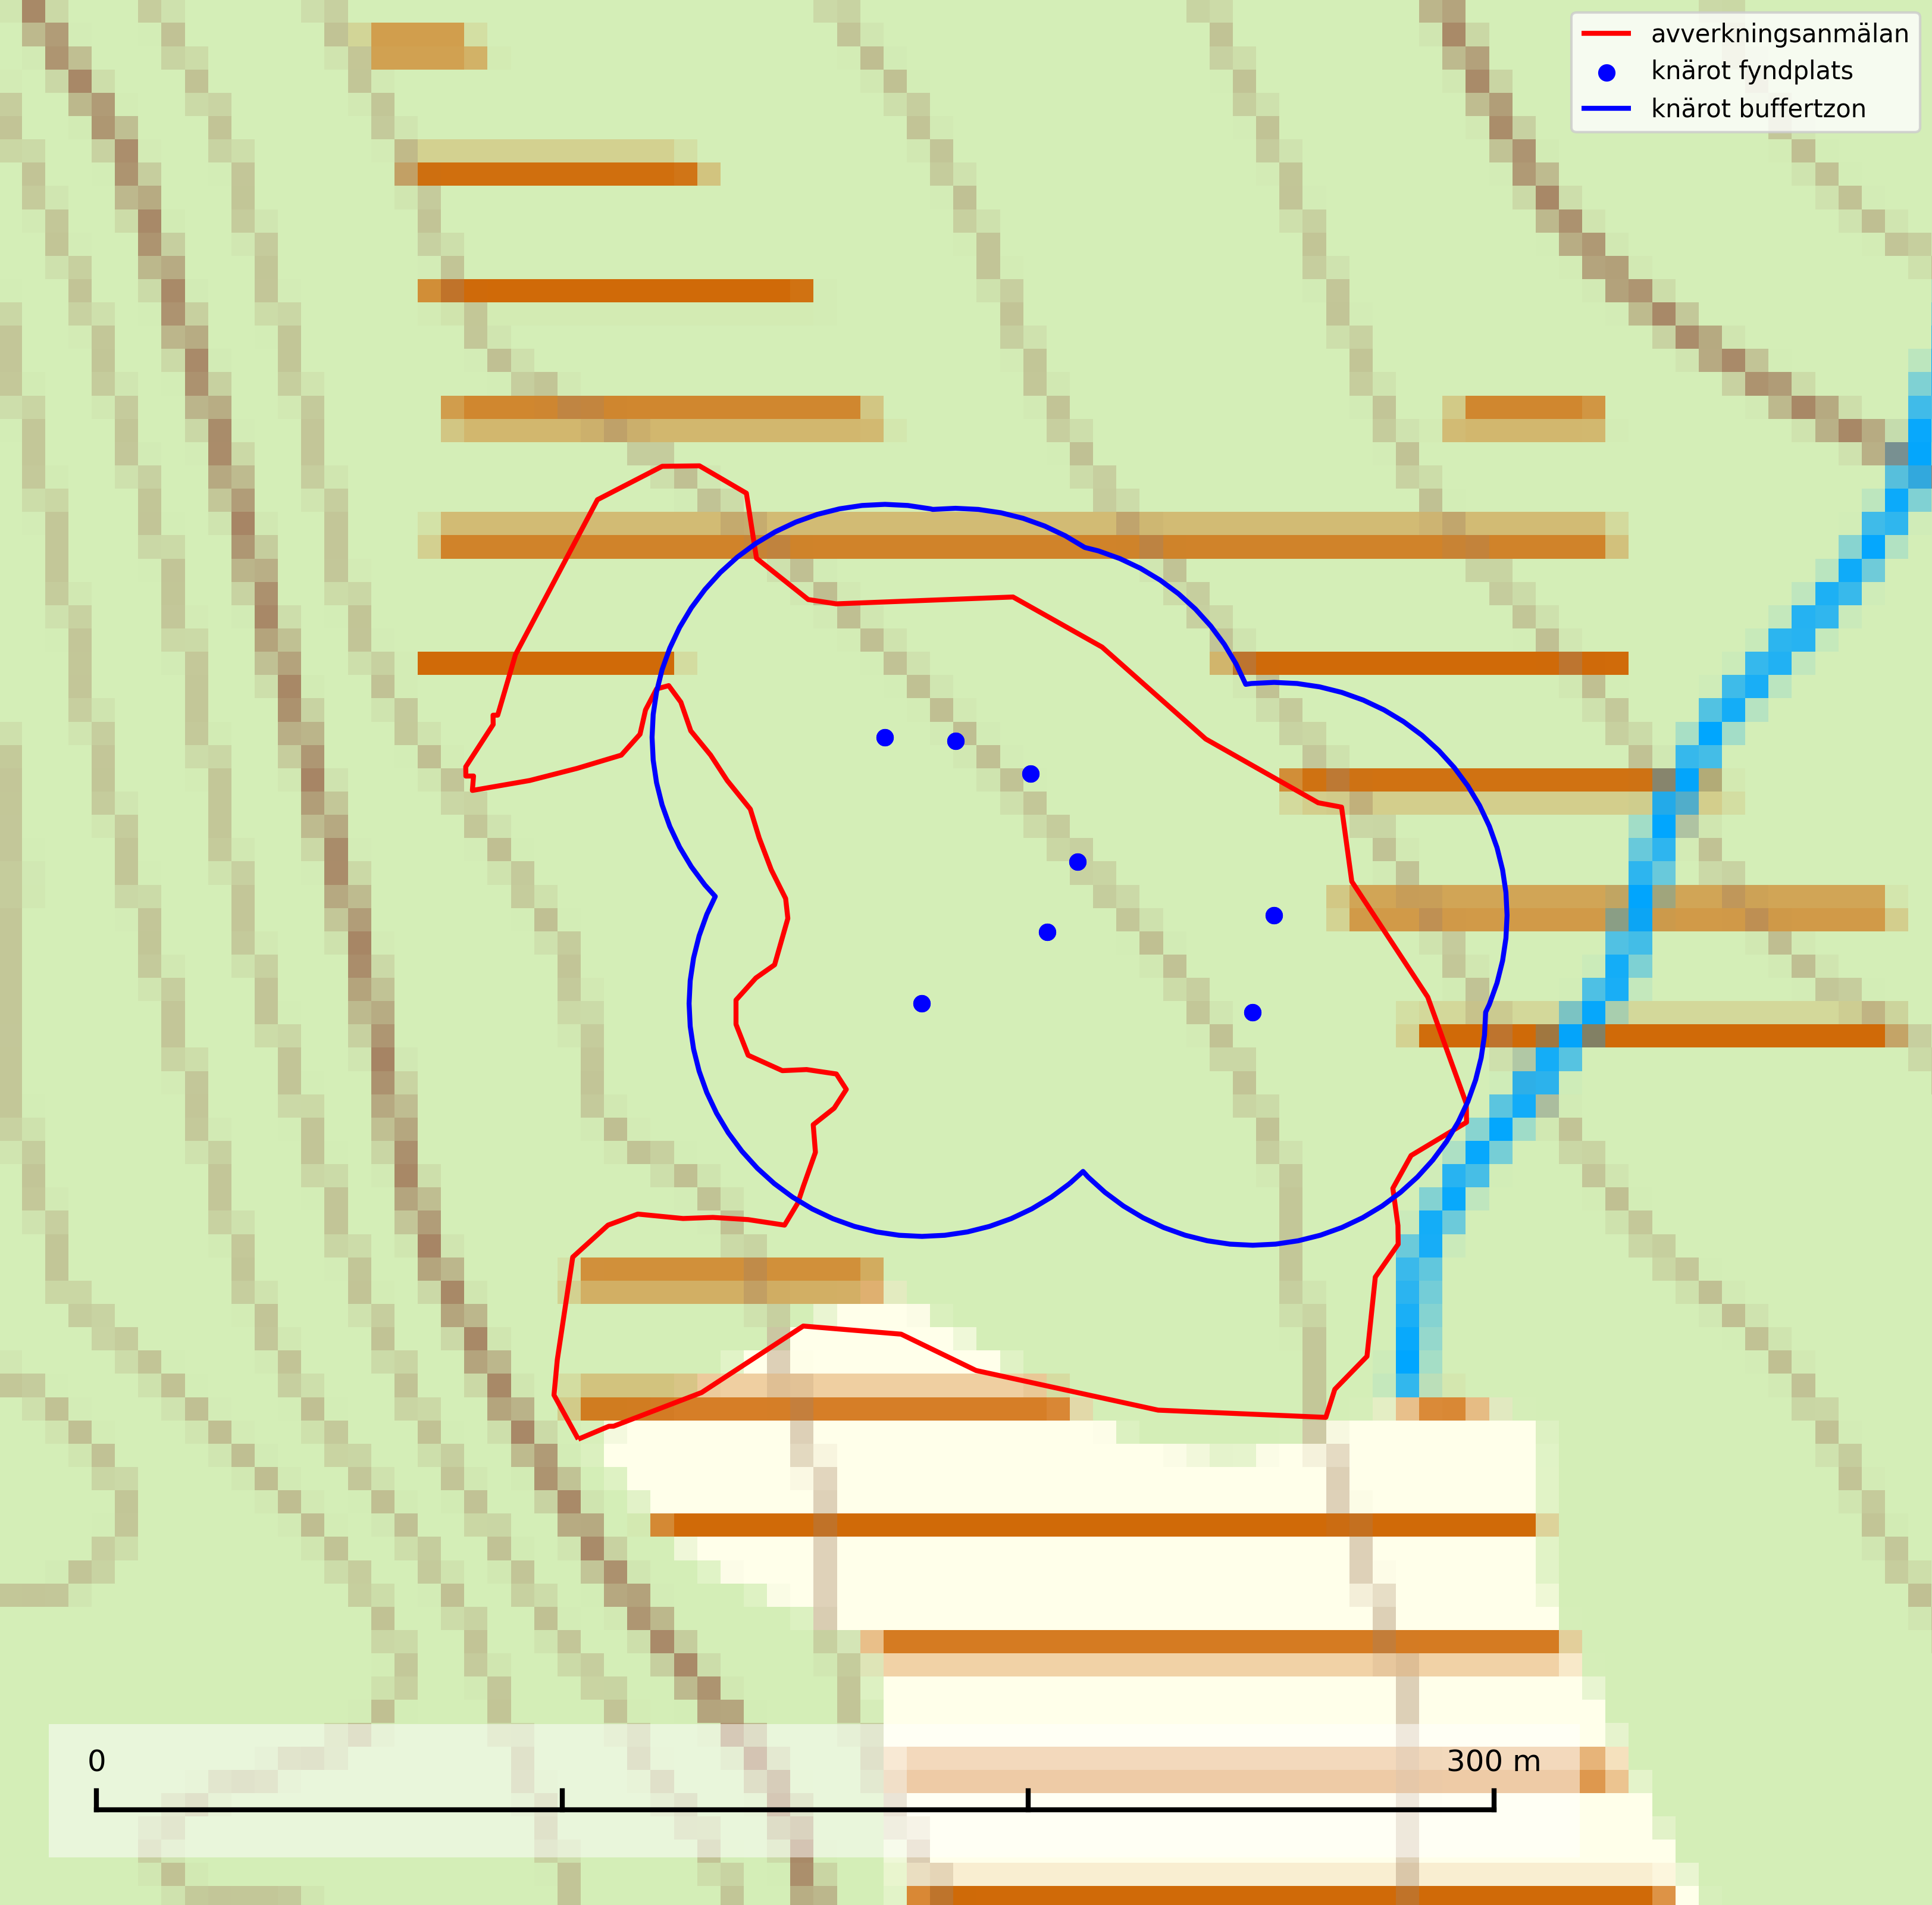 avverkningsanmälan
knärot fyndplats
knärot buffertzon
0
300 m